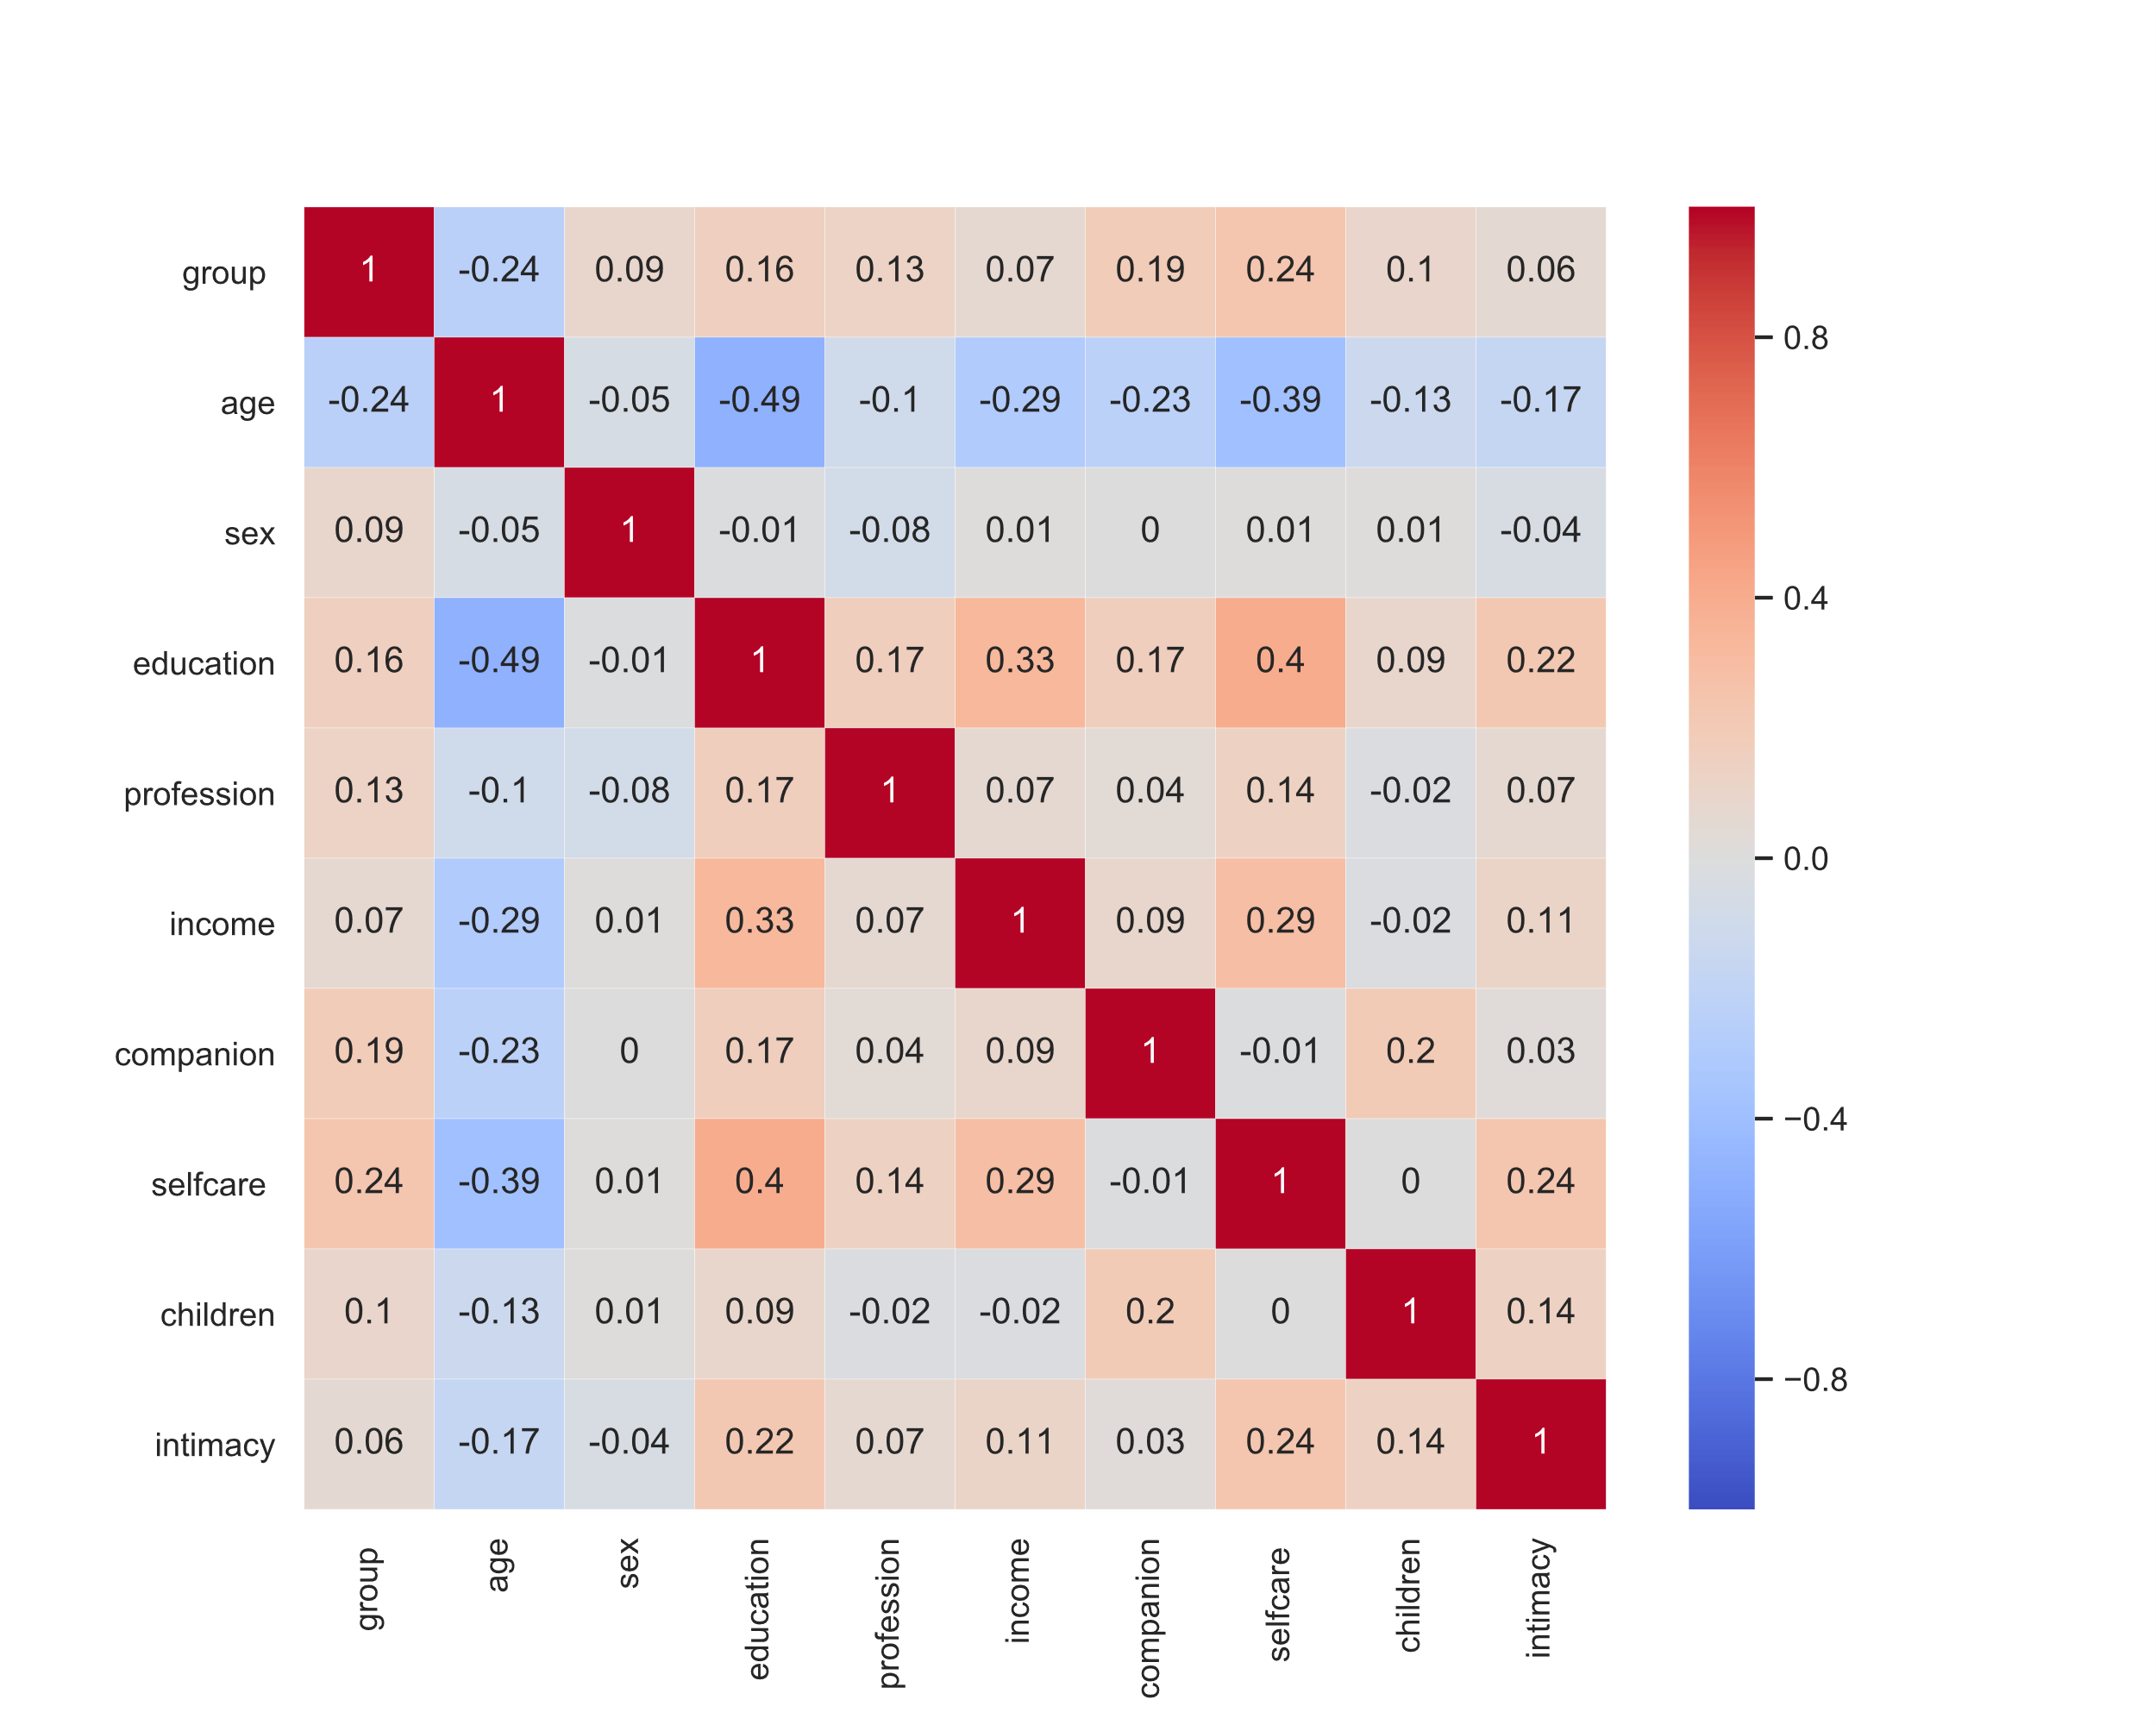 group 1 -0.24 0.09 0.16 0.13 0.07 0.19 0.24 0.1 0.06
age -0.24 1 -0.05 -0.49 -0.1 -0.29 -0.23 -0.39 -0.13 -0.17
sex 0.09 -0.05 1 -0.01 -0.08 0.01 0 0.01 0.01 -0.04
education 0.16 -0.49 -0.01 1 0.17 0.33 0.17 0.4 0.09 0.22
profession 0.13 -0.1 -0.08 0.17 1 0.07 0.04 0.14 -0.02 0.07
income 0.07 -0.29 0.01 0.33 0.07 1 0.09 0.29 -0.02 0.11
companion 0.19 -0.23 0 0.17 0.04 0.09 1 -0.01 0.2 0.03
selfcare 0.24 -0.39 0.01 0.4 0.14 0.29 -0.01 1 0 0.24
children 0.1 -0.13 0.01 0.09 -0.02 -0.02 0.2 0 1 0.14
intimacy 0.06 -0.17 -0.04 0.22 0.07 0.11 0.03 0.24 0.14 1
group age sex education profession income companion selfcare children intimacy
0.8
0.4
0.0
−0.4
−0.8